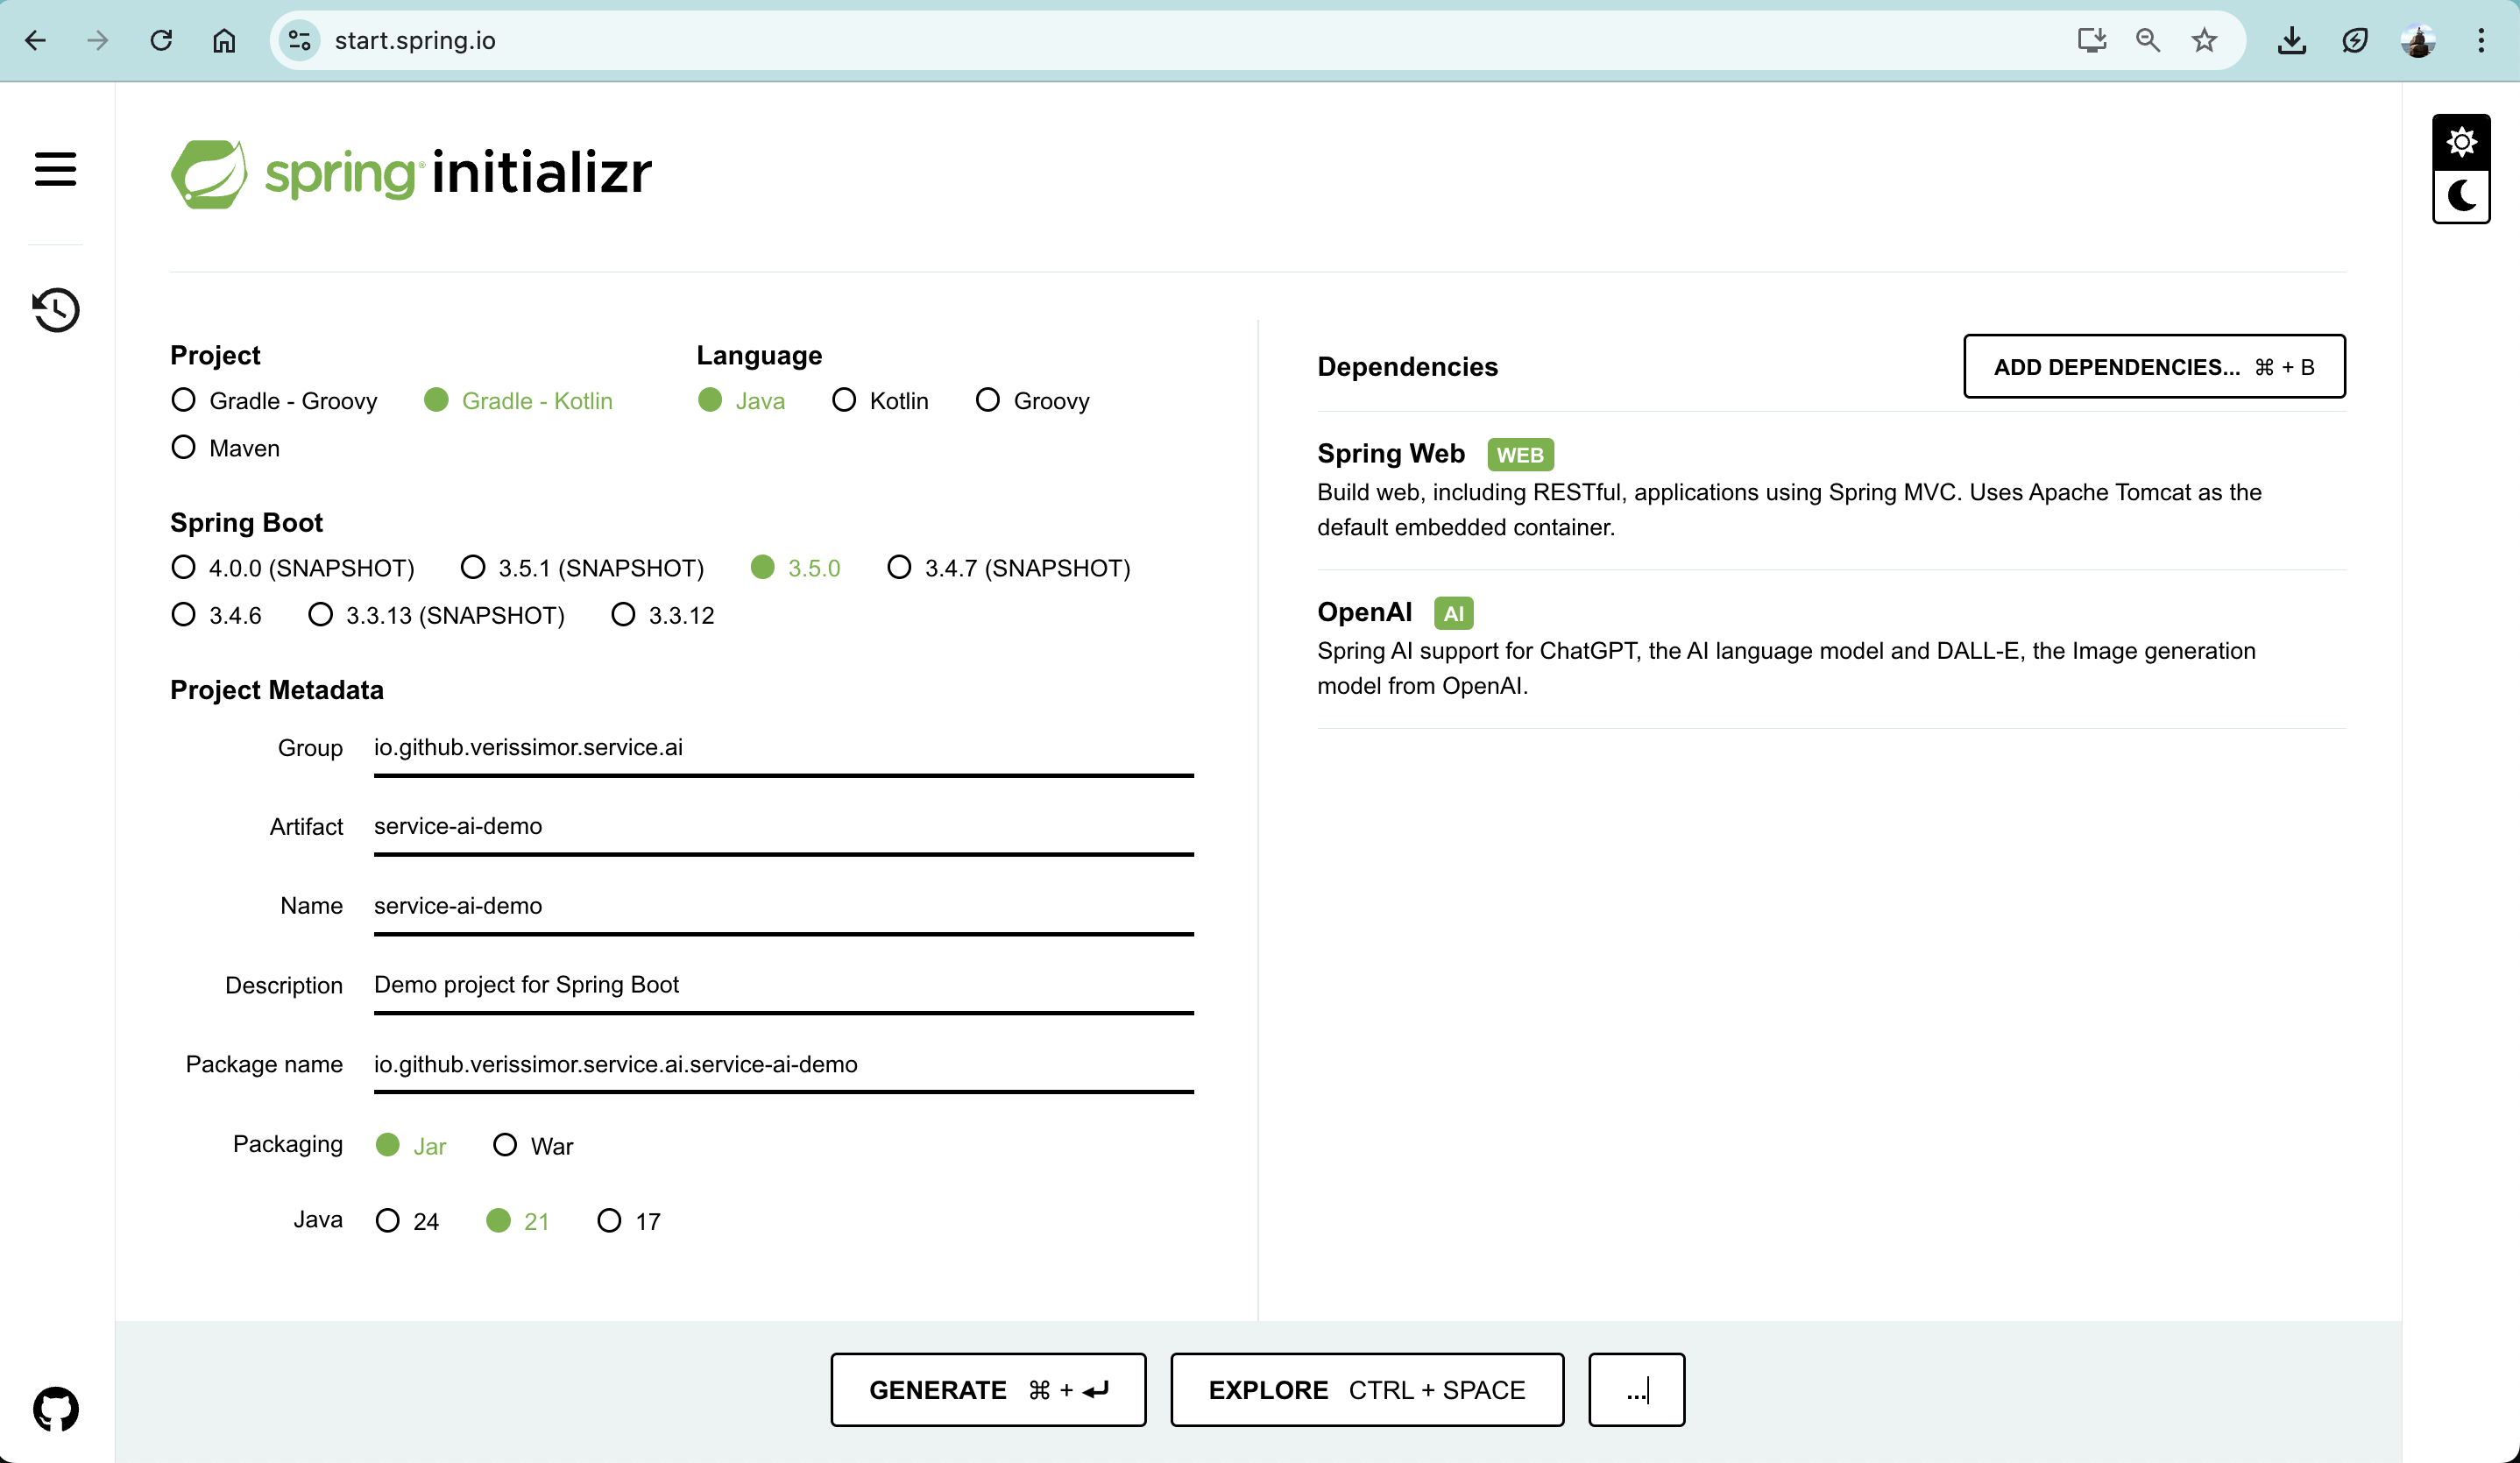 start.spring.io
spring® initializr
Project
Gradle - Groovy Gradle - Kotlin
Maven
Language
Java Kotlin Groovy
Spring Boot
4.0.0 (SNAPSHOT) 3.5.1 (SNAPSHOT) 3.5.0 3.4.7 (SNAPSHOT)
3.4.6 3.3.13 (SNAPSHOT) 3.3.12
Project Metadata
Group io.github.verissimor.service.ai
Artifact service-ai-demo
Name service-ai-demo
Description Demo project for Spring Boot
Package name io.github.verissimor.service.ai.service-ai-demo
Packaging Jar War
Java 24 21 17
Dependencies ADD DEPENDENCIES... ⌘ + B
Spring Web WEB
Build web, including RESTful, applications using Spring MVC. Uses Apache Tomcat as the
default embedded container.
OpenAI AI
Spring AI support for ChatGPT, the AI language model and DALL-E, the Image generation
model from OpenAI.
GENERATE ⌘ + ⏎ EXPLORE CTRL + SPACE ...